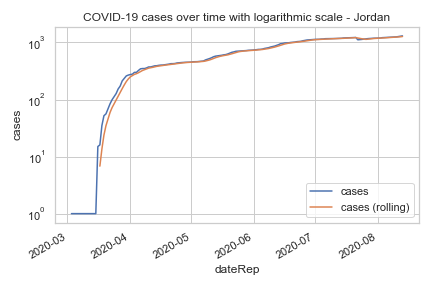 COVID-19 cases over time with logarithmic scale - Jordan
10³
10²
10¹
10⁰
cases
cases
cases (rolling)
2020-03
2020-04
2020-05
2020-06
2020-07
2020-08
dateRep